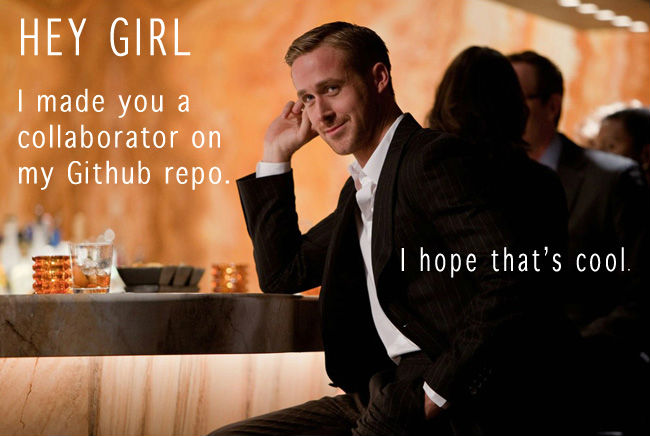 HEY GIRL
I made you a
collaborator on
my Github repo.
I hope that's cool.